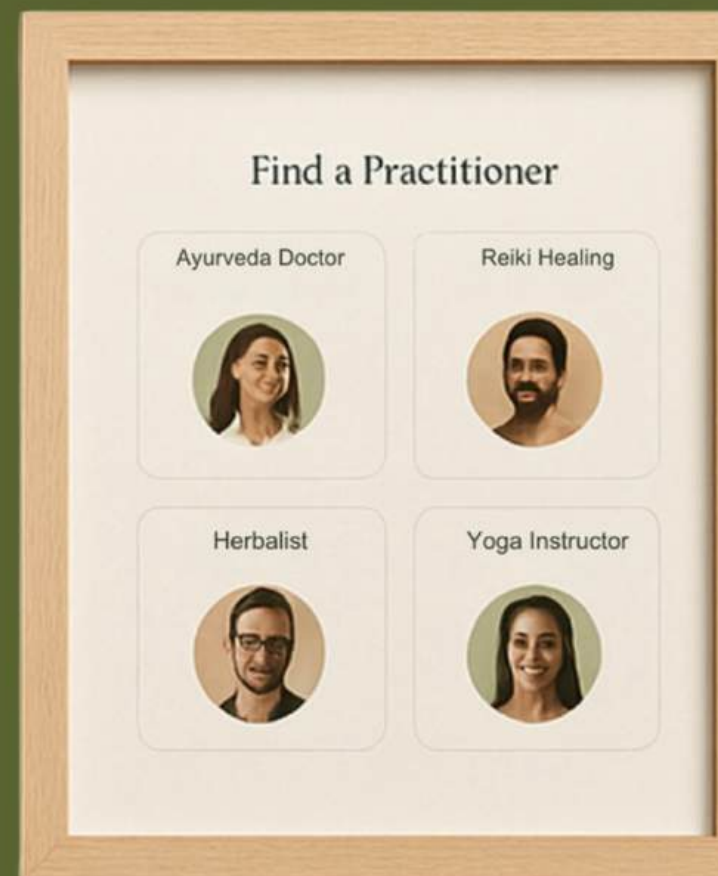 Find a Practitioner
Ayurveda Doctor
Reiki Healing
Herbalist
Yoga Instructor